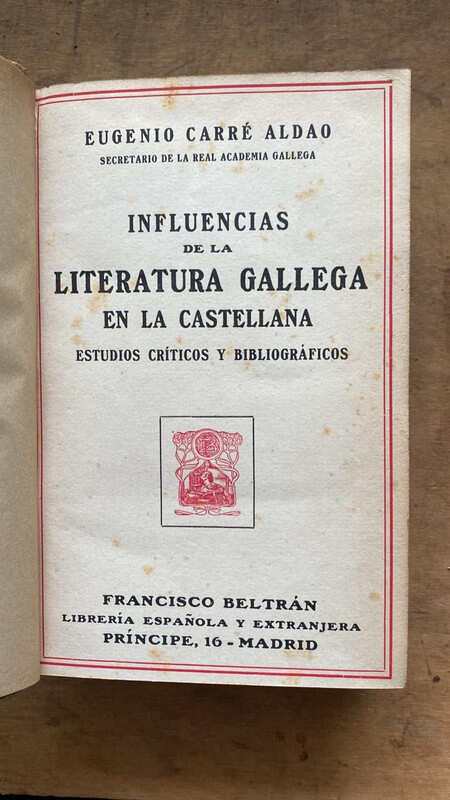 EUGENIO CARRÉ ALDAO
SECRETARIO DE LA REAL ACADEMIA GALLEGA
INFLUENCIAS
DE LA
LITERATURA GALLEGA
EN LA CASTELLANA
ESTUDIOS CRÍTICOS Y BIBLIOGRÁFICOS
FRANCISCO BELTRÁN
LIBRERÍA ESPAÑOLA Y EXTRANJERA
PRÍNCIPE, 16 - MADRID